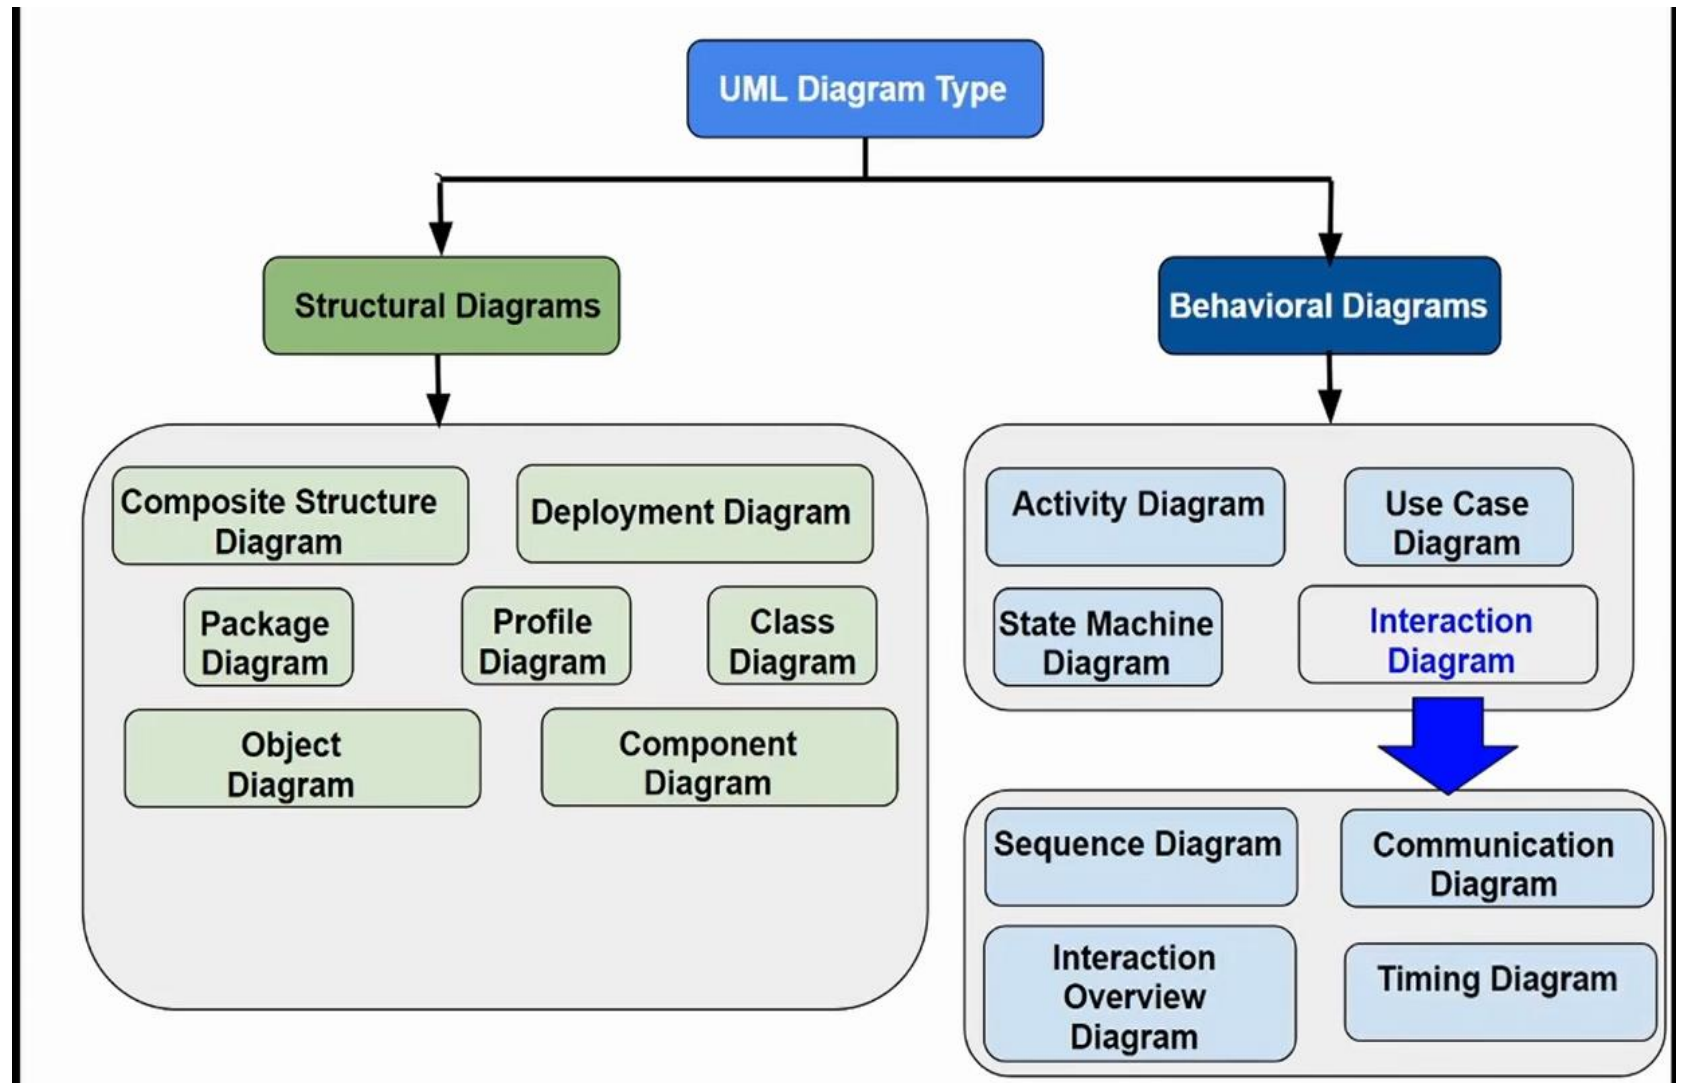 UML Diagram Type
Structural Diagrams
Behavioral Diagrams
Composite Structure
Diagram
Deployment Diagram
Package
Diagram
Profile
Diagram
Class
Diagram
Object
Diagram
Component
Diagram
Activity Diagram
Use Case
Diagram
State Machine
Diagram
Interaction
Diagram
Sequence Diagram
Communication
Diagram
Interaction
Overview
Diagram
Timing Diagram